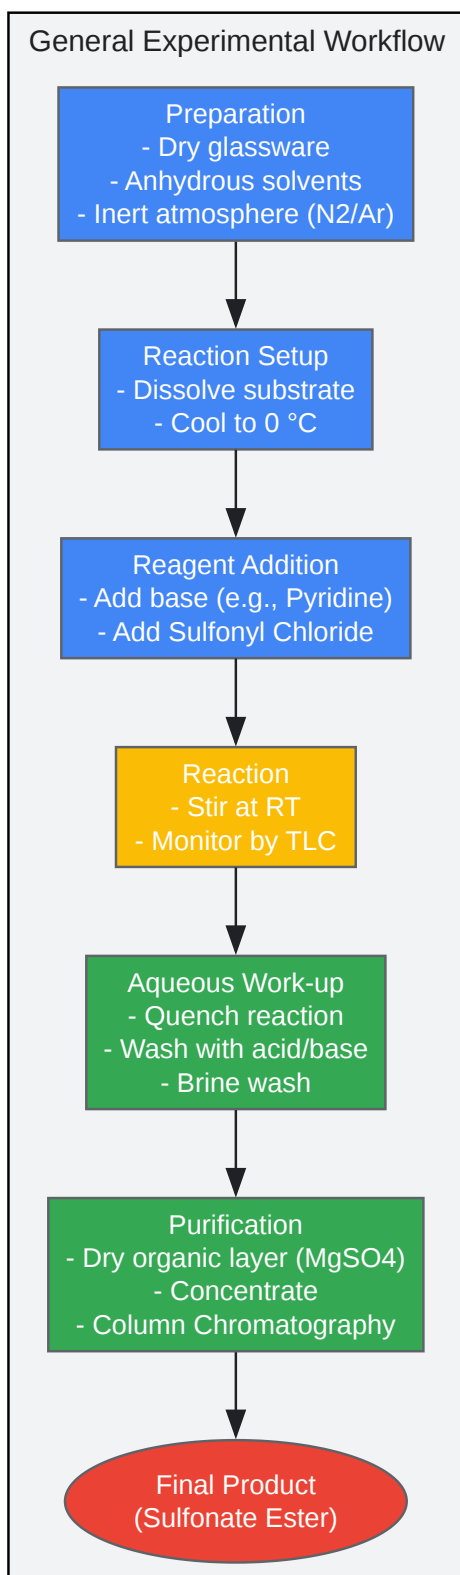 General Experimental Workflow
Preparation
- Dry glassware
- Anhydrous solvents
- Inert atmosphere (N2/Ar)
Reaction Setup
- Dissolve substrate
- Cool to 0 °C
Reagent Addition
- Add base (e.g., Pyridine)
- Add Sulfonyl Chloride
Reaction
- Stir at RT
- Monitor by TLC
Aqueous Work-up
- Quench reaction
- Wash with acid/base
- Brine wash
Purification
- Dry organic layer (MgSO4)
- Concentrate
- Column Chromatography
Final Product
(Sulfonate Ester)